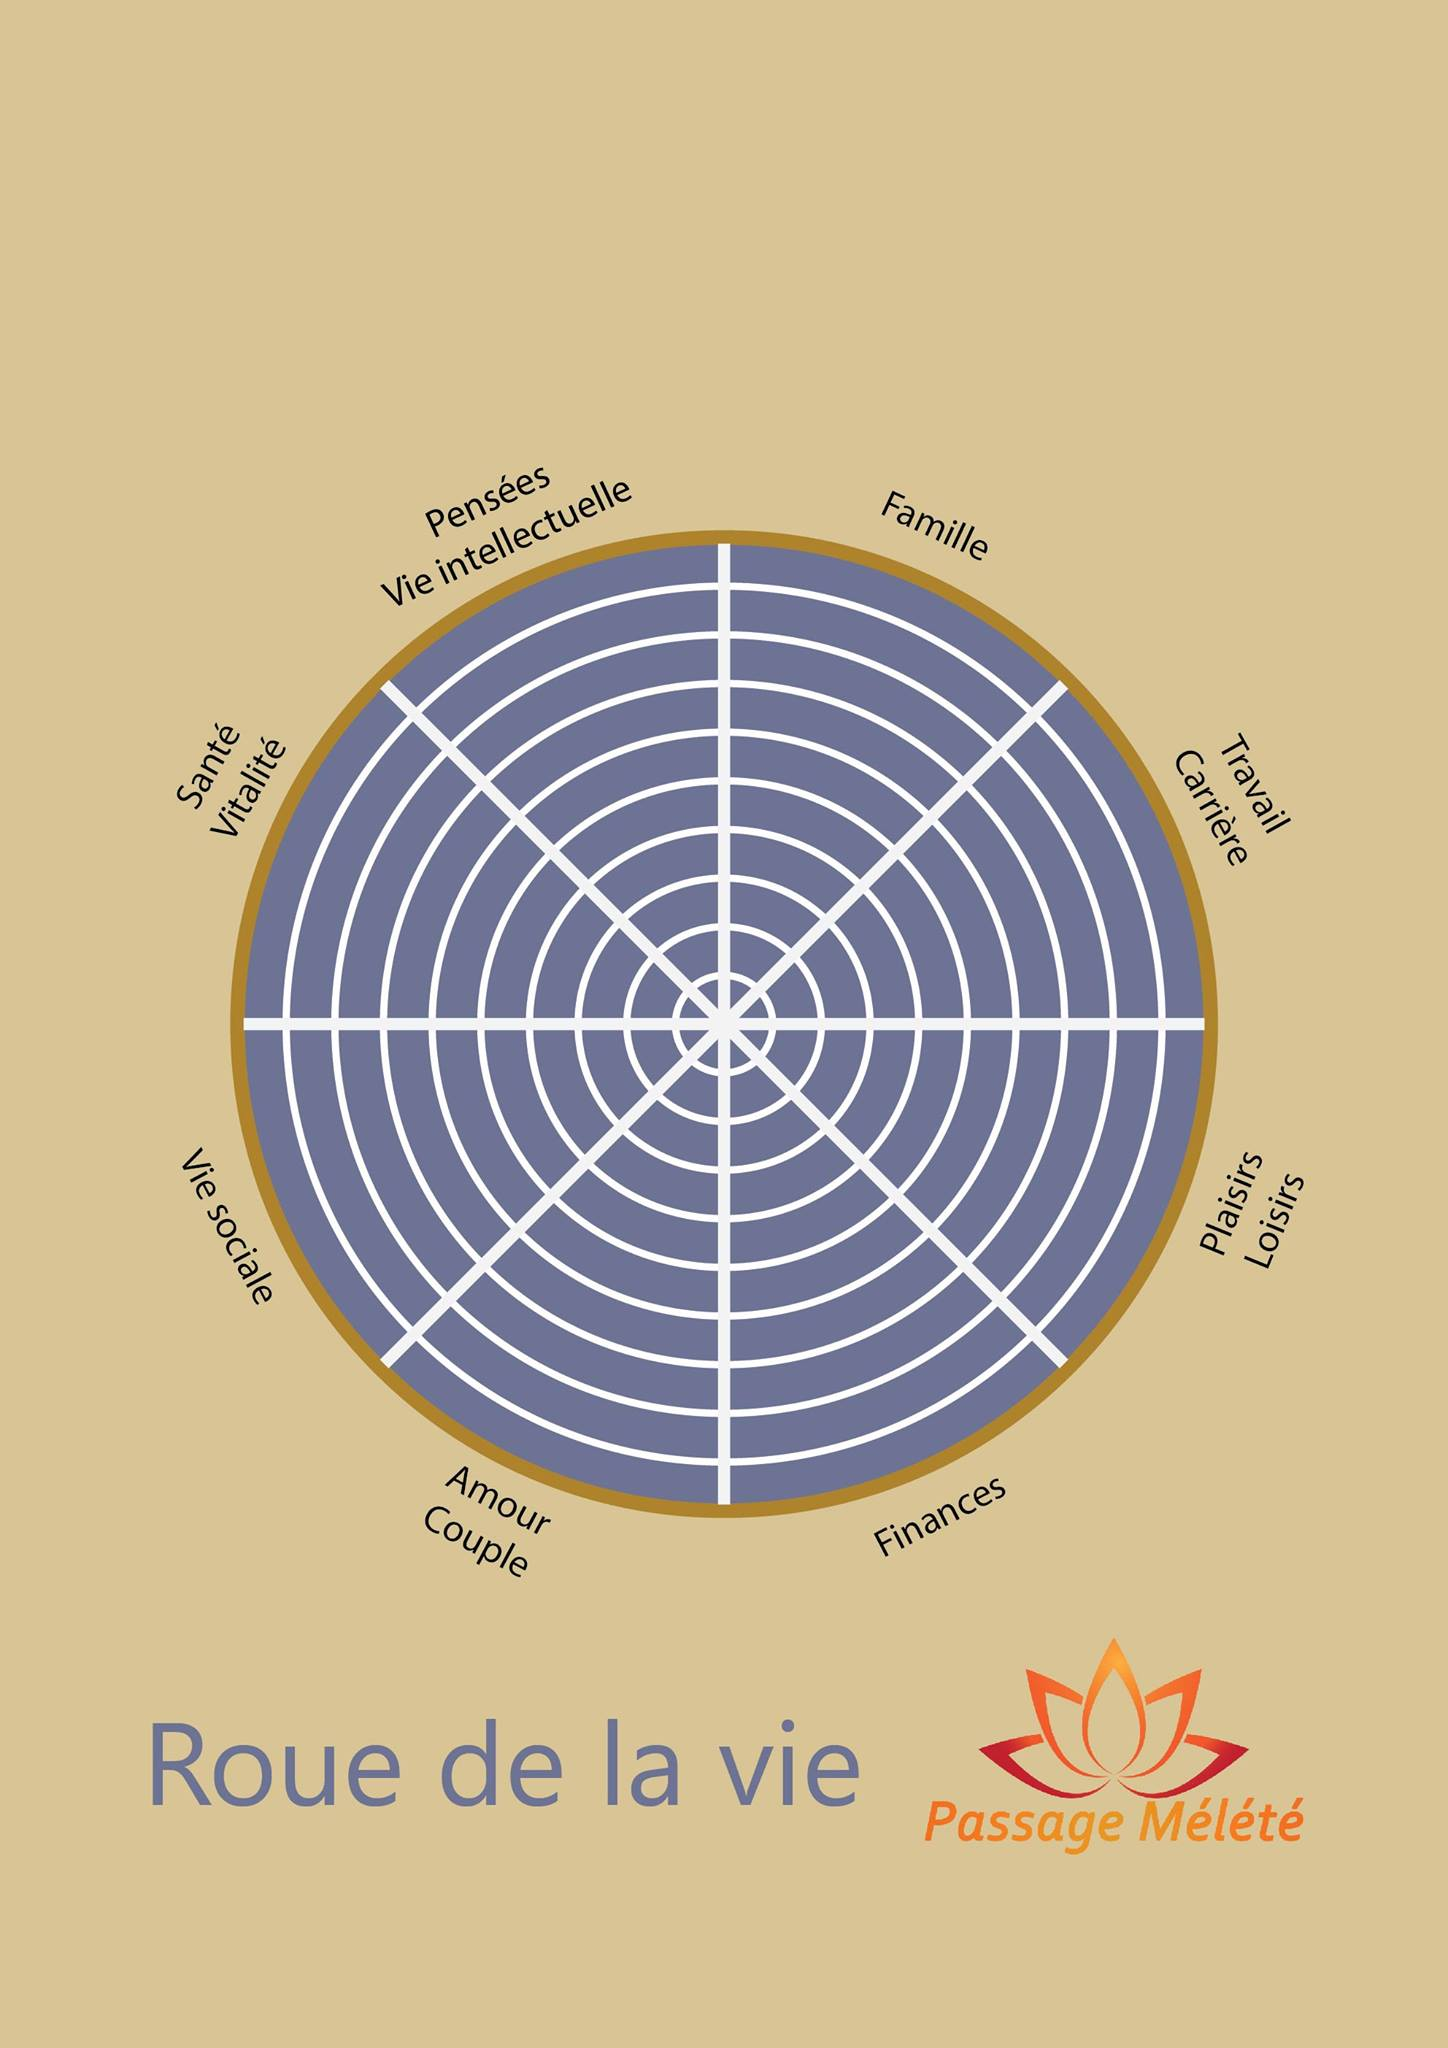 Pensées
Vie intellectuelle
Famille
Santé
Vitalité
Travail
Carrière
Vie sociale
Plaisirs
Loisirs
Amour
Couple
Finances
Roue de la vie
Passage Mélété